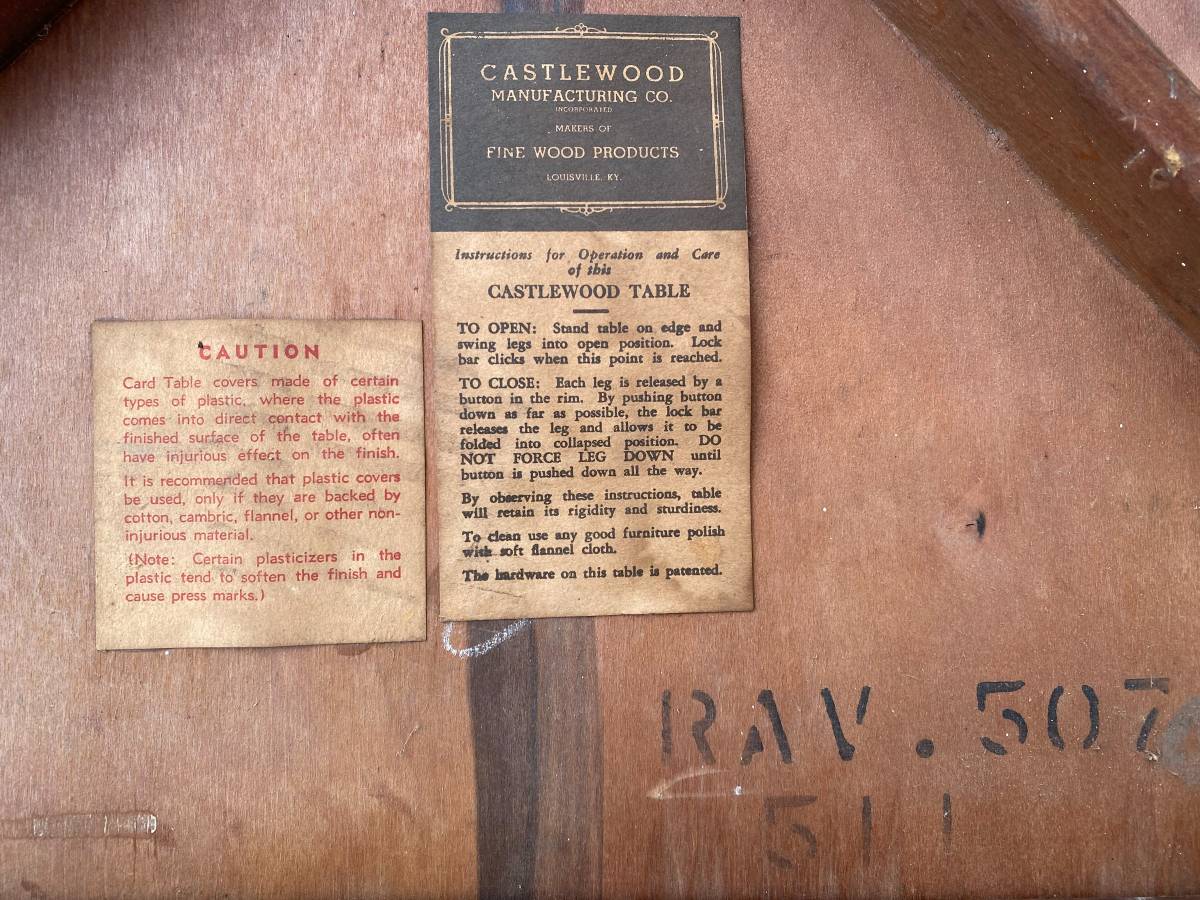 CASTLEWOOD
MANUFACTURING CO.
INCORPORATED
MAKERS OF
FINE WOOD PRODUCTS
LOUISVILLE, KY.
Instructions for Operation and Care
of this
CASTLEWOOD TABLE
TO OPEN: Stand table on edge and
swing legs into open position. Lock
bar clicks when this point is reached.
TO CLOSE: Each leg is released by a
button in the rim. By pushing button
down as far as possible, the lock bar
releases the leg and allows it to be
folded into collapsed position. DO
NOT FORCE LEG DOWN until
button is pushed down all the way.
By observing these instructions, table
will retain its rigidity and sturdiness.
To clean use any good furniture polish
with soft flannel cloth.
The hardware on this table is patented.
CAUTION
Card Table covers made of certain
types of plastic, where the plastic
comes into direct contact with the
finished surface of the table, often
have injurious effect on the finish.
It is recommended that plastic covers
be used, only if they are backed by
cotton, cambric, flannel, or other non-
injurious material.
(Note: Certain plasticizers in the
plastic tend to soften the finish and
cause press marks.)
RAV. 507
511